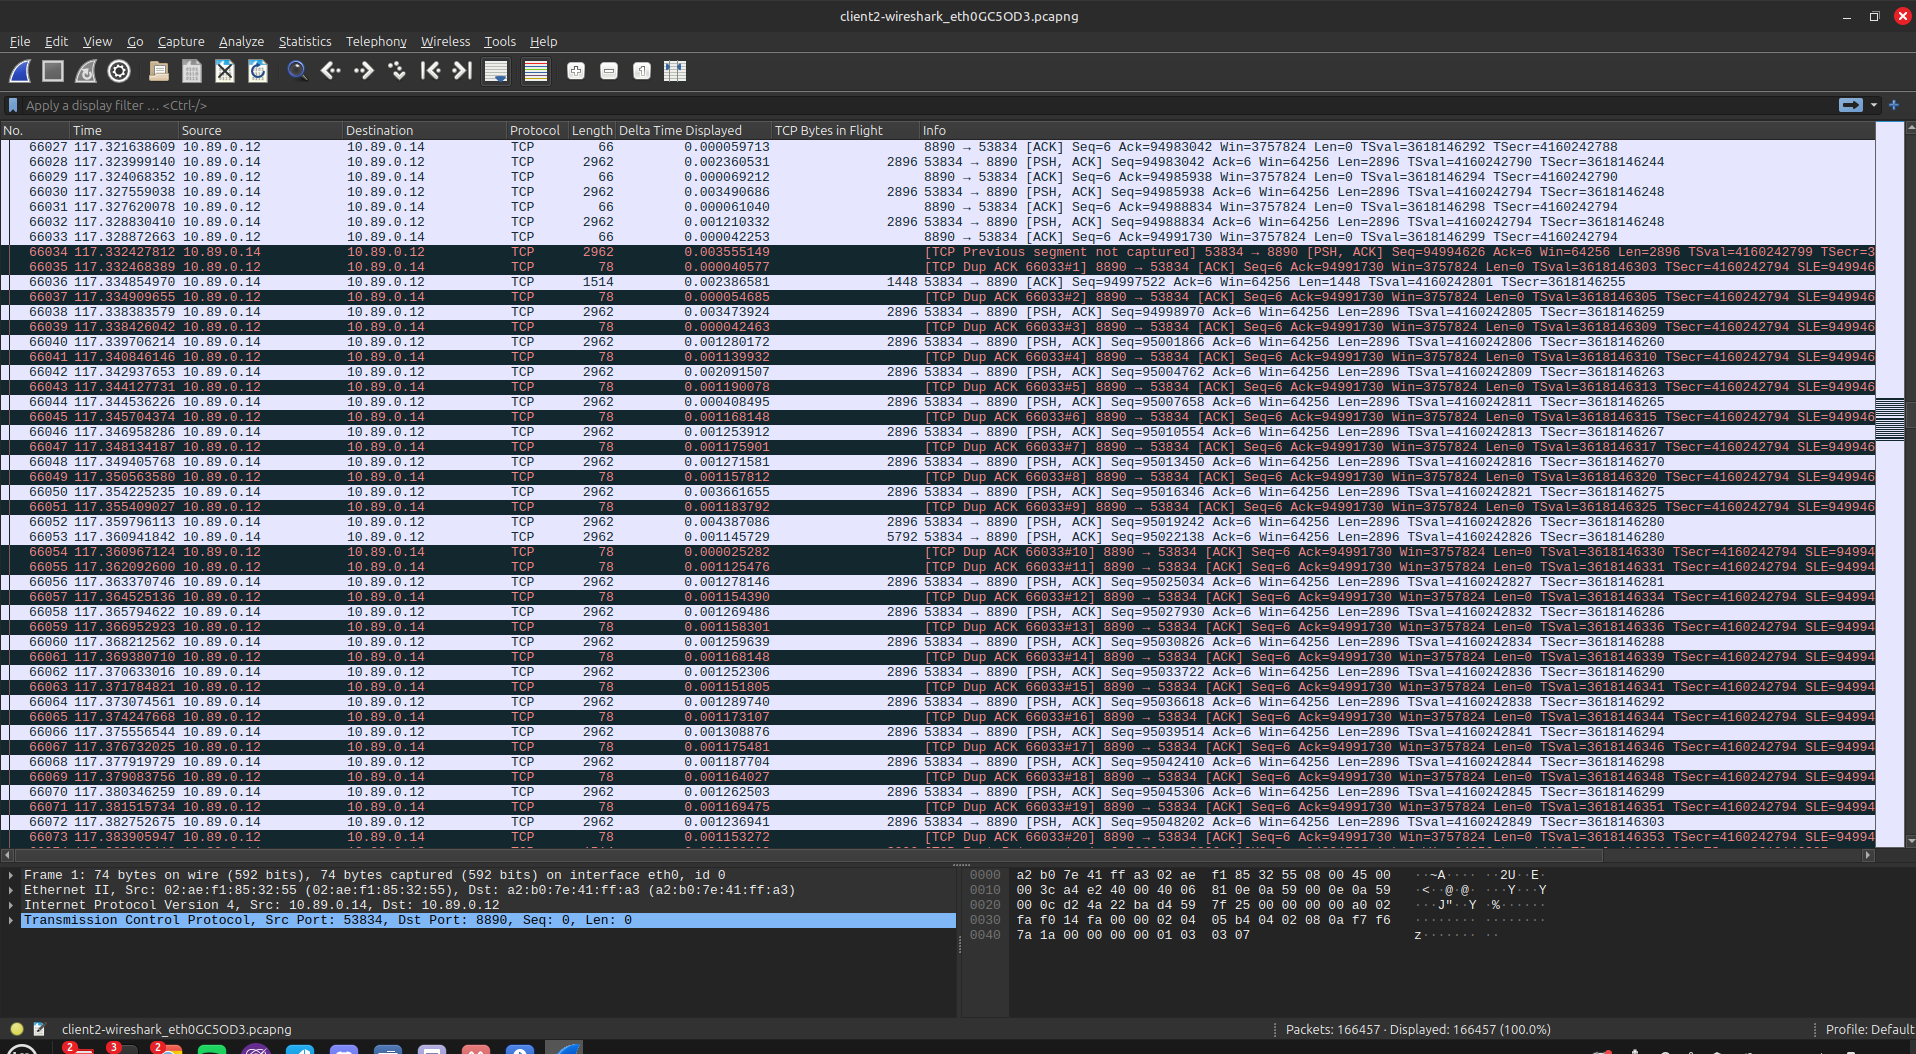 client2-wireshark_eth0GC5OD3.pcapng
File Edit View Go Capture Analyze Statistics Telephony Wireless Tools Help
Apply a display filter … <Ctrl-/>
No. Time Source Destination Protocol Length Delta Time Displayed TCP Bytes in Flight Info
66027 117.321638609 10.89.0.12 10.89.0.14 TCP 66 0.000059713 8890 → 53834 [ACK] Seq=6 Ack=94983042 Win=3757824 Len=0 TSval=3618146292 TSecr=4160242788
66028 117.323999140 10.89.0.14 10.89.0.12 TCP 2962 0.002360531 2896 53834 → 8890 [PSH, ACK] Seq=94983042 Ack=6 Win=64256 Len=2896 TSval=4160242790 TSecr=3618146244
66029 117.324068352 10.89.0.12 10.89.0.14 TCP 66 0.000069212 8890 → 53834 [ACK] Seq=6 Ack=94985938 Win=3757824 Len=0 TSval=3618146294 TSecr=4160242790
66030 117.327559038 10.89.0.14 10.89.0.12 TCP 2962 0.003490686 2896 53834 → 8890 [PSH, ACK] Seq=94985938 Ack=6 Win=64256 Len=2896 TSval=4160242794 TSecr=3618146248
66031 117.327620078 10.89.0.12 10.89.0.14 TCP 66 0.000061040 8890 → 53834 [ACK] Seq=6 Ack=94988834 Win=3757824 Len=0 TSval=3618146298 TSecr=4160242794
66032 117.328830410 10.89.0.14 10.89.0.12 TCP 2962 0.001210332 2896 53834 → 8890 [PSH, ACK] Seq=94988834 Ack=6 Win=64256 Len=2896 TSval=4160242794 TSecr=3618146248
66033 117.328872663 10.89.0.12 10.89.0.14 TCP 66 0.000042253 8890 → 53834 [ACK] Seq=6 Ack=94991730 Win=3757824 Len=0 TSval=3618146299 TSecr=4160242794
66034 117.332427812 10.89.0.14 10.89.0.12 TCP 2962 0.003555149 [TCP Previous segment not captured] 53834 → 8890 [PSH, ACK] Seq=94994626 Ack=6 Win=64256 Len=2896 TSval=4160242799 TSecr=3
66035 117.332468389 10.89.0.12 10.89.0.14 TCP 78 0.000040577 [TCP Dup ACK 66033#1] 8890 → 53834 [ACK] Seq=6 Ack=94991730 Win=3757824 Len=0 TSval=3618146303 TSecr=4160242794 SLE=949946
66036 117.334854970 10.89.0.14 10.89.0.12 TCP 1514 0.002386581 1448 53834 → 8890 [ACK] Seq=94997522 Ack=6 Win=64256 Len=1448 TSval=4160242801 TSecr=3618146255
66037 117.334909655 10.89.0.12 10.89.0.14 TCP 78 0.000054685 [TCP Dup ACK 66033#2] 8890 → 53834 [ACK] Seq=6 Ack=94991730 Win=3757824 Len=0 TSval=3618146305 TSecr=4160242794 SLE=949946
66038 117.338383579 10.89.0.14 10.89.0.12 TCP 2962 0.003473924 2896 53834 → 8890 [PSH, ACK] Seq=94998970 Ack=6 Win=64256 Len=2896 TSval=4160242805 TSecr=3618146259
66039 117.338426042 10.89.0.12 10.89.0.14 TCP 78 0.000042463 [TCP Dup ACK 66033#3] 8890 → 53834 [ACK] Seq=6 Ack=94991730 Win=3757824 Len=0 TSval=3618146309 TSecr=4160242794 SLE=949946
66040 117.339706214 10.89.0.14 10.89.0.12 TCP 2962 0.001280172 2896 53834 → 8890 [PSH, ACK] Seq=95001866 Ack=6 Win=64256 Len=2896 TSval=4160242806 TSecr=3618146260
66041 117.340846146 10.89.0.12 10.89.0.14 TCP 78 0.001139932 [TCP Dup ACK 66033#4] 8890 → 53834 [ACK] Seq=6 Ack=94991730 Win=3757824 Len=0 TSval=3618146310 TSecr=4160242794 SLE=949946
66042 117.342937653 10.89.0.14 10.89.0.12 TCP 2962 0.002091507 2896 53834 → 8890 [PSH, ACK] Seq=95004762 Ack=6 Win=64256 Len=2896 TSval=4160242809 TSecr=3618146263
66043 117.344127731 10.89.0.12 10.89.0.14 TCP 78 0.001190078 [TCP Dup ACK 66033#5] 8890 → 53834 [ACK] Seq=6 Ack=94991730 Win=3757824 Len=0 TSval=3618146313 TSecr=4160242794 SLE=949946
66044 117.344536226 10.89.0.14 10.89.0.12 TCP 2962 0.000408495 2896 53834 → 8890 [PSH, ACK] Seq=95007658 Ack=6 Win=64256 Len=2896 TSval=4160242811 TSecr=3618146265
66045 117.345704374 10.89.0.12 10.89.0.14 TCP 78 0.001168148 [TCP Dup ACK 66033#6] 8890 → 53834 [ACK] Seq=6 Ack=94991730 Win=3757824 Len=0 TSval=3618146315 TSecr=4160242794 SLE=949946
66046 117.346958286 10.89.0.14 10.89.0.12 TCP 2962 0.001253912 2896 53834 → 8890 [PSH, ACK] Seq=95010554 Ack=6 Win=64256 Len=2896 TSval=4160242813 TSecr=3618146267
66047 117.348134187 10.89.0.12 10.89.0.14 TCP 78 0.001175901 [TCP Dup ACK 66033#7] 8890 → 53834 [ACK] Seq=6 Ack=94991730 Win=3757824 Len=0 TSval=3618146317 TSecr=4160242794 SLE=949946
66048 117.349405768 10.89.0.14 10.89.0.12 TCP 2962 0.001271581 2896 53834 → 8890 [PSH, ACK] Seq=95013450 Ack=6 Win=64256 Len=2896 TSval=4160242816 TSecr=3618146270
66049 117.350563580 10.89.0.12 10.89.0.14 TCP 78 0.001157812 [TCP Dup ACK 66033#8] 8890 → 53834 [ACK] Seq=6 Ack=94991730 Win=3757824 Len=0 TSval=3618146320 TSecr=4160242794 SLE=949946
66050 117.354225235 10.89.0.14 10.89.0.12 TCP 2962 0.003661655 2896 53834 → 8890 [PSH, ACK] Seq=95016346 Ack=6 Win=64256 Len=2896 TSval=4160242821 TSecr=3618146275
66051 117.355409027 10.89.0.12 10.89.0.14 TCP 78 0.001183792 [TCP Dup ACK 66033#9] 8890 → 53834 [ACK] Seq=6 Ack=94991730 Win=3757824 Len=0 TSval=3618146325 TSecr=4160242794 SLE=949946
66052 117.359796113 10.89.0.14 10.89.0.12 TCP 2962 0.004387086 2896 53834 → 8890 [PSH, ACK] Seq=95019242 Ack=6 Win=64256 Len=2896 TSval=4160242826 TSecr=3618146280
66053 117.360941842 10.89.0.14 10.89.0.12 TCP 2962 0.001145729 5792 53834 → 8890 [PSH, ACK] Seq=95022138 Ack=6 Win=64256 Len=2896 TSval=4160242826 TSecr=3618146280
66054 117.360967124 10.89.0.12 10.89.0.14 TCP 78 0.000025282 [TCP Dup ACK 66033#10] 8890 → 53834 [ACK] Seq=6 Ack=94991730 Win=3757824 Len=0 TSval=3618146330 TSecr=4160242794 SLE=94994
66055 117.362092600 10.89.0.12 10.89.0.14 TCP 78 0.001125476 [TCP Dup ACK 66033#11] 8890 → 53834 [ACK] Seq=6 Ack=94991730 Win=3757824 Len=0 TSval=3618146331 TSecr=4160242794 SLE=94994
66056 117.363370746 10.89.0.14 10.89.0.12 TCP 2962 0.001278146 2896 53834 → 8890 [PSH, ACK] Seq=95025034 Ack=6 Win=64256 Len=2896 TSval=4160242827 TSecr=3618146281
66057 117.364525136 10.89.0.12 10.89.0.14 TCP 78 0.001154390 [TCP Dup ACK 66033#12] 8890 → 53834 [ACK] Seq=6 Ack=94991730 Win=3757824 Len=0 TSval=3618146334 TSecr=4160242794 SLE=94994
66058 117.365794622 10.89.0.14 10.89.0.12 TCP 2962 0.001269486 2896 53834 → 8890 [PSH, ACK] Seq=95027930 Ack=6 Win=64256 Len=2896 TSval=4160242832 TSecr=3618146286
66059 117.366952923 10.89.0.12 10.89.0.14 TCP 78 0.001158301 [TCP Dup ACK 66033#13] 8890 → 53834 [ACK] Seq=6 Ack=94991730 Win=3757824 Len=0 TSval=3618146336 TSecr=4160242794 SLE=94994
66060 117.368212562 10.89.0.14 10.89.0.12 TCP 2962 0.001259639 2896 53834 → 8890 [PSH, ACK] Seq=95030826 Ack=6 Win=64256 Len=2896 TSval=4160242834 TSecr=3618146288
66061 117.369380710 10.89.0.12 10.89.0.14 TCP 78 0.001168148 [TCP Dup ACK 66033#14] 8890 → 53834 [ACK] Seq=6 Ack=94991730 Win=3757824 Len=0 TSval=3618146339 TSecr=4160242794 SLE=94994
66062 117.370633016 10.89.0.14 10.89.0.12 TCP 2962 0.001252306 2896 53834 → 8890 [PSH, ACK] Seq=95033722 Ack=6 Win=64256 Len=2896 TSval=4160242836 TSecr=3618146290
66063 117.371784821 10.89.0.12 10.89.0.14 TCP 78 0.001151805 [TCP Dup ACK 66033#15] 8890 → 53834 [ACK] Seq=6 Ack=94991730 Win=3757824 Len=0 TSval=3618146341 TSecr=4160242794 SLE=94994
66064 117.373074561 10.89.0.14 10.89.0.12 TCP 2962 0.001289740 2896 53834 → 8890 [PSH, ACK] Seq=95036618 Ack=6 Win=64256 Len=2896 TSval=4160242838 TSecr=3618146292
66065 117.374247668 10.89.0.12 10.89.0.14 TCP 78 0.001173107 [TCP Dup ACK 66033#16] 8890 → 53834 [ACK] Seq=6 Ack=94991730 Win=3757824 Len=0 TSval=3618146344 TSecr=4160242794 SLE=94994
66066 117.375556544 10.89.0.14 10.89.0.12 TCP 2962 0.001308876 2896 53834 → 8890 [PSH, ACK] Seq=95039514 Ack=6 Win=64256 Len=2896 TSval=4160242841 TSecr=3618146294
66067 117.376732025 10.89.0.12 10.89.0.14 TCP 78 0.001175481 [TCP Dup ACK 66033#17] 8890 → 53834 [ACK] Seq=6 Ack=94991730 Win=3757824 Len=0 TSval=3618146346 TSecr=4160242794 SLE=94994
66068 117.377919729 10.89.0.14 10.89.0.12 TCP 2962 0.001187704 2896 53834 → 8890 [PSH, ACK] Seq=95042410 Ack=6 Win=64256 Len=2896 TSval=4160242844 TSecr=3618146298
66069 117.379083756 10.89.0.12 10.89.0.14 TCP 78 0.001164027 [TCP Dup ACK 66033#18] 8890 → 53834 [ACK] Seq=6 Ack=94991730 Win=3757824 Len=0 TSval=3618146348 TSecr=4160242794 SLE=94994
66070 117.380346259 10.89.0.14 10.89.0.12 TCP 2962 0.001262503 2896 53834 → 8890 [PSH, ACK] Seq=95045306 Ack=6 Win=64256 Len=2896 TSval=4160242845 TSecr=3618146299
66071 117.381515734 10.89.0.12 10.89.0.14 TCP 78 0.001169475 [TCP Dup ACK 66033#19] 8890 → 53834 [ACK] Seq=6 Ack=94991730 Win=3757824 Len=0 TSval=3618146351 TSecr=4160242794 SLE=94994
66072 117.382752675 10.89.0.14 10.89.0.12 TCP 2962 0.001236941 2896 53834 → 8890 [PSH, ACK] Seq=95048202 Ack=6 Win=64256 Len=2896 TSval=4160242849 TSecr=3618146303
66073 117.383905947 10.89.0.12 10.89.0.14 TCP 78 0.001153272 [TCP Dup ACK 66033#20] 8890 → 53834 [ACK] Seq=6 Ack=94991730 Win=3757824 Len=0 TSval=3618146353 TSecr=4160242794 SLE=94994
Frame 1: 74 bytes on wire (592 bits), 74 bytes captured (592 bits) on interface eth0, id 0
Ethernet II, Src: 02:ae:f1:85:32:55 (02:ae:f1:85:32:55), Dst: a2:b0:7e:41:ff:a3 (a2:b0:7e:41:ff:a3)
Internet Protocol Version 4, Src: 10.89.0.14, Dst: 10.89.0.12
Transmission Control Protocol, Src Port: 53834, Dst Port: 8890, Seq: 0, Len: 0
0000 a2 b0 7e 41 ff a3 02 ae f1 85 32 55 08 00 45 00 ··~A···· ··2U··E·
0010 00 3c a4 e2 40 00 40 06 81 0e 0a 59 00 0e 0a 59 ·<··@·@· ···Y···Y
0020 00 0c d2 4a 22 ba d4 59 7f 25 00 00 00 00 a0 02 ···J"··Y ·%······
0030 fa f0 14 fa 00 00 02 04 05 b4 04 02 08 0a f7 f6 ········ ········
0040 7a 1a 00 00 00 00 01 03 03 07 z······· ··
client2-wireshark_eth0GC5OD3.pcapng
Packets: 166457 · Displayed: 166457 (100.0%)
Profile: Default
2 3 2